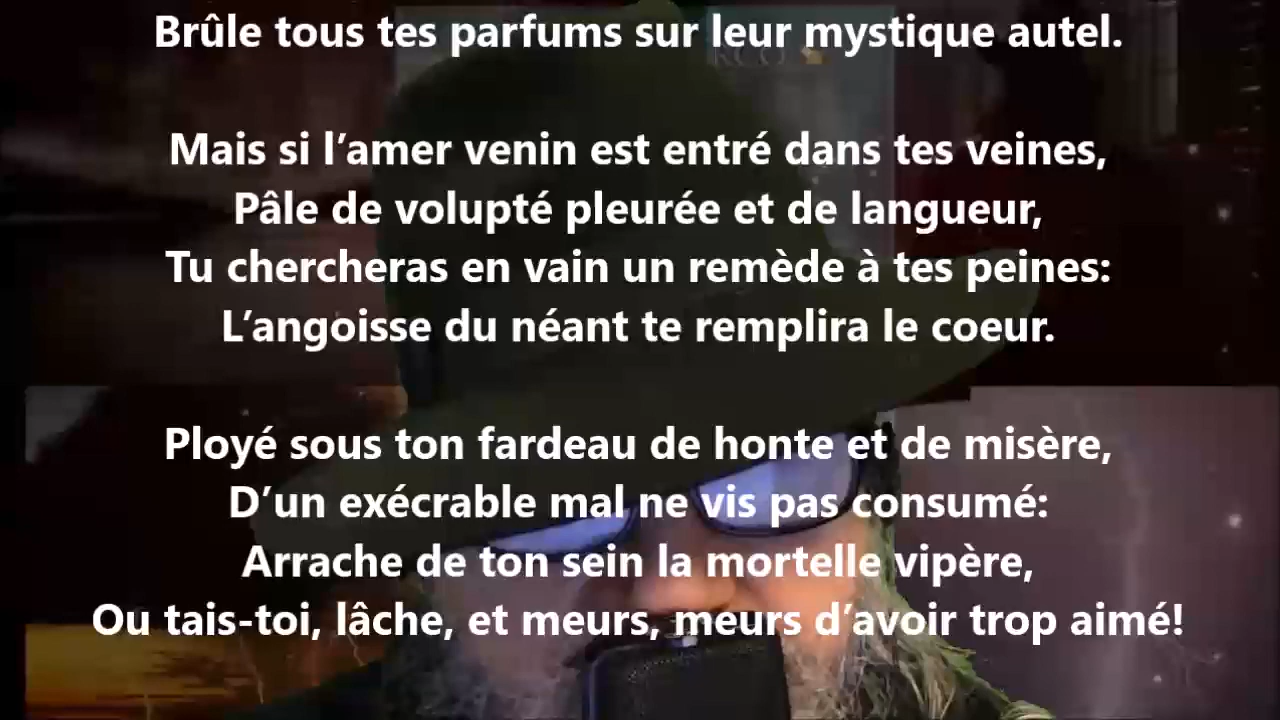 Brûle tous tes parfums sur leur mystique autel.
Mais si l’amer venin est entré dans tes veines,
Pâle de volupté pleurée et de langueur,
Tu chercheras en vain un remède à tes peines:
L’angoisse du néant te remplira le coeur.
Ployé sous ton fardeau de honte et de misère,
D’un exécrable mal ne vis pas consumé:
Arrache de ton sein la mortelle vipère,
Ou tais-toi, lâche, et meurs, meurs d’avoir trop aimé!